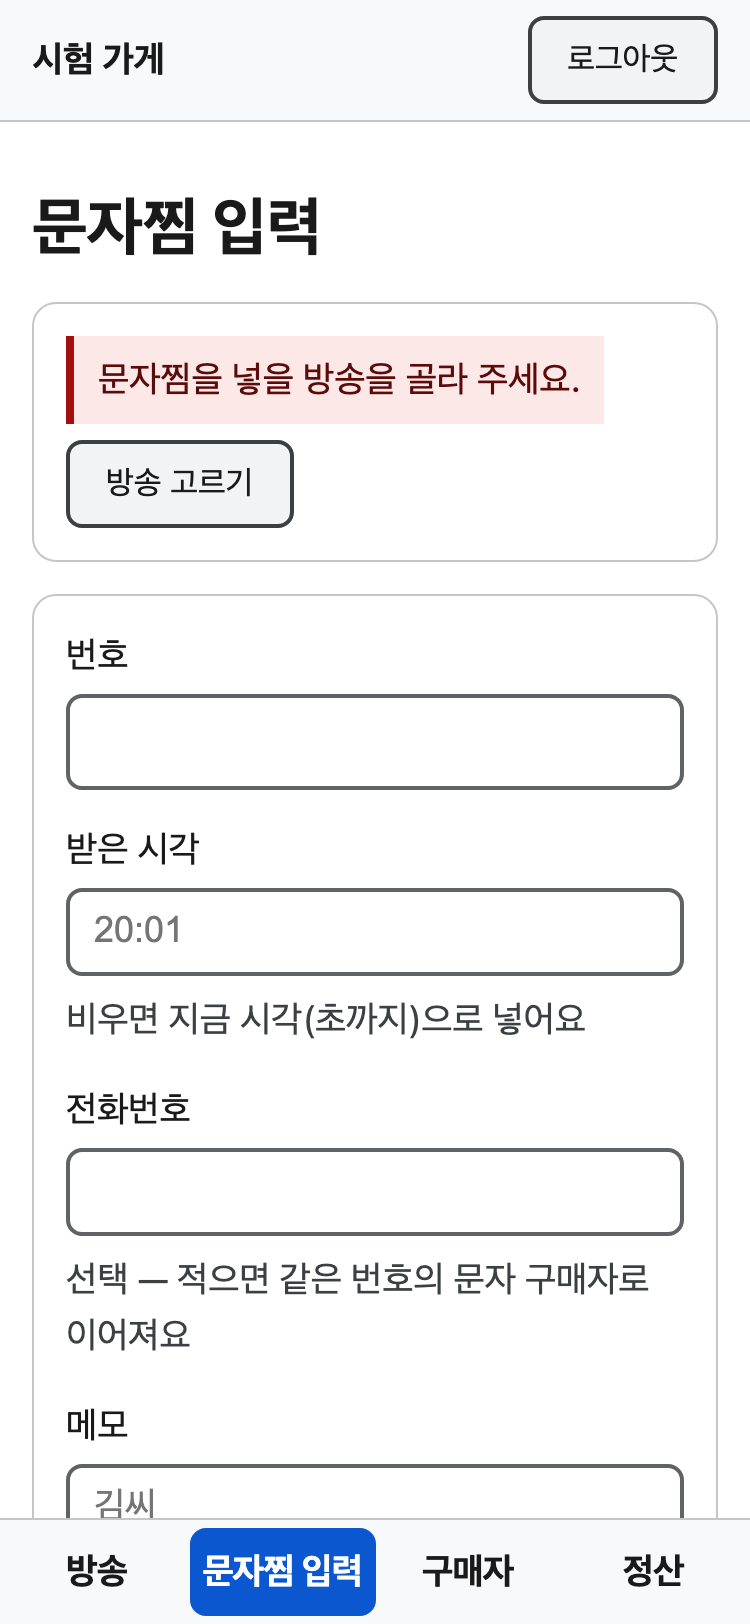 시험 가게
로그아웃
문자찜 입력
문자찜을 넣을 방송을 골라 주세요.
방송 고르기
번호
받은 시각
20:01
비우면 지금 시각(초까지)으로 넣어요
전화번호
선택 — 적으면 같은 번호의 문자 구매자로
이어져요
메모
김씨
방송
문자찜 입력
구매자
정산